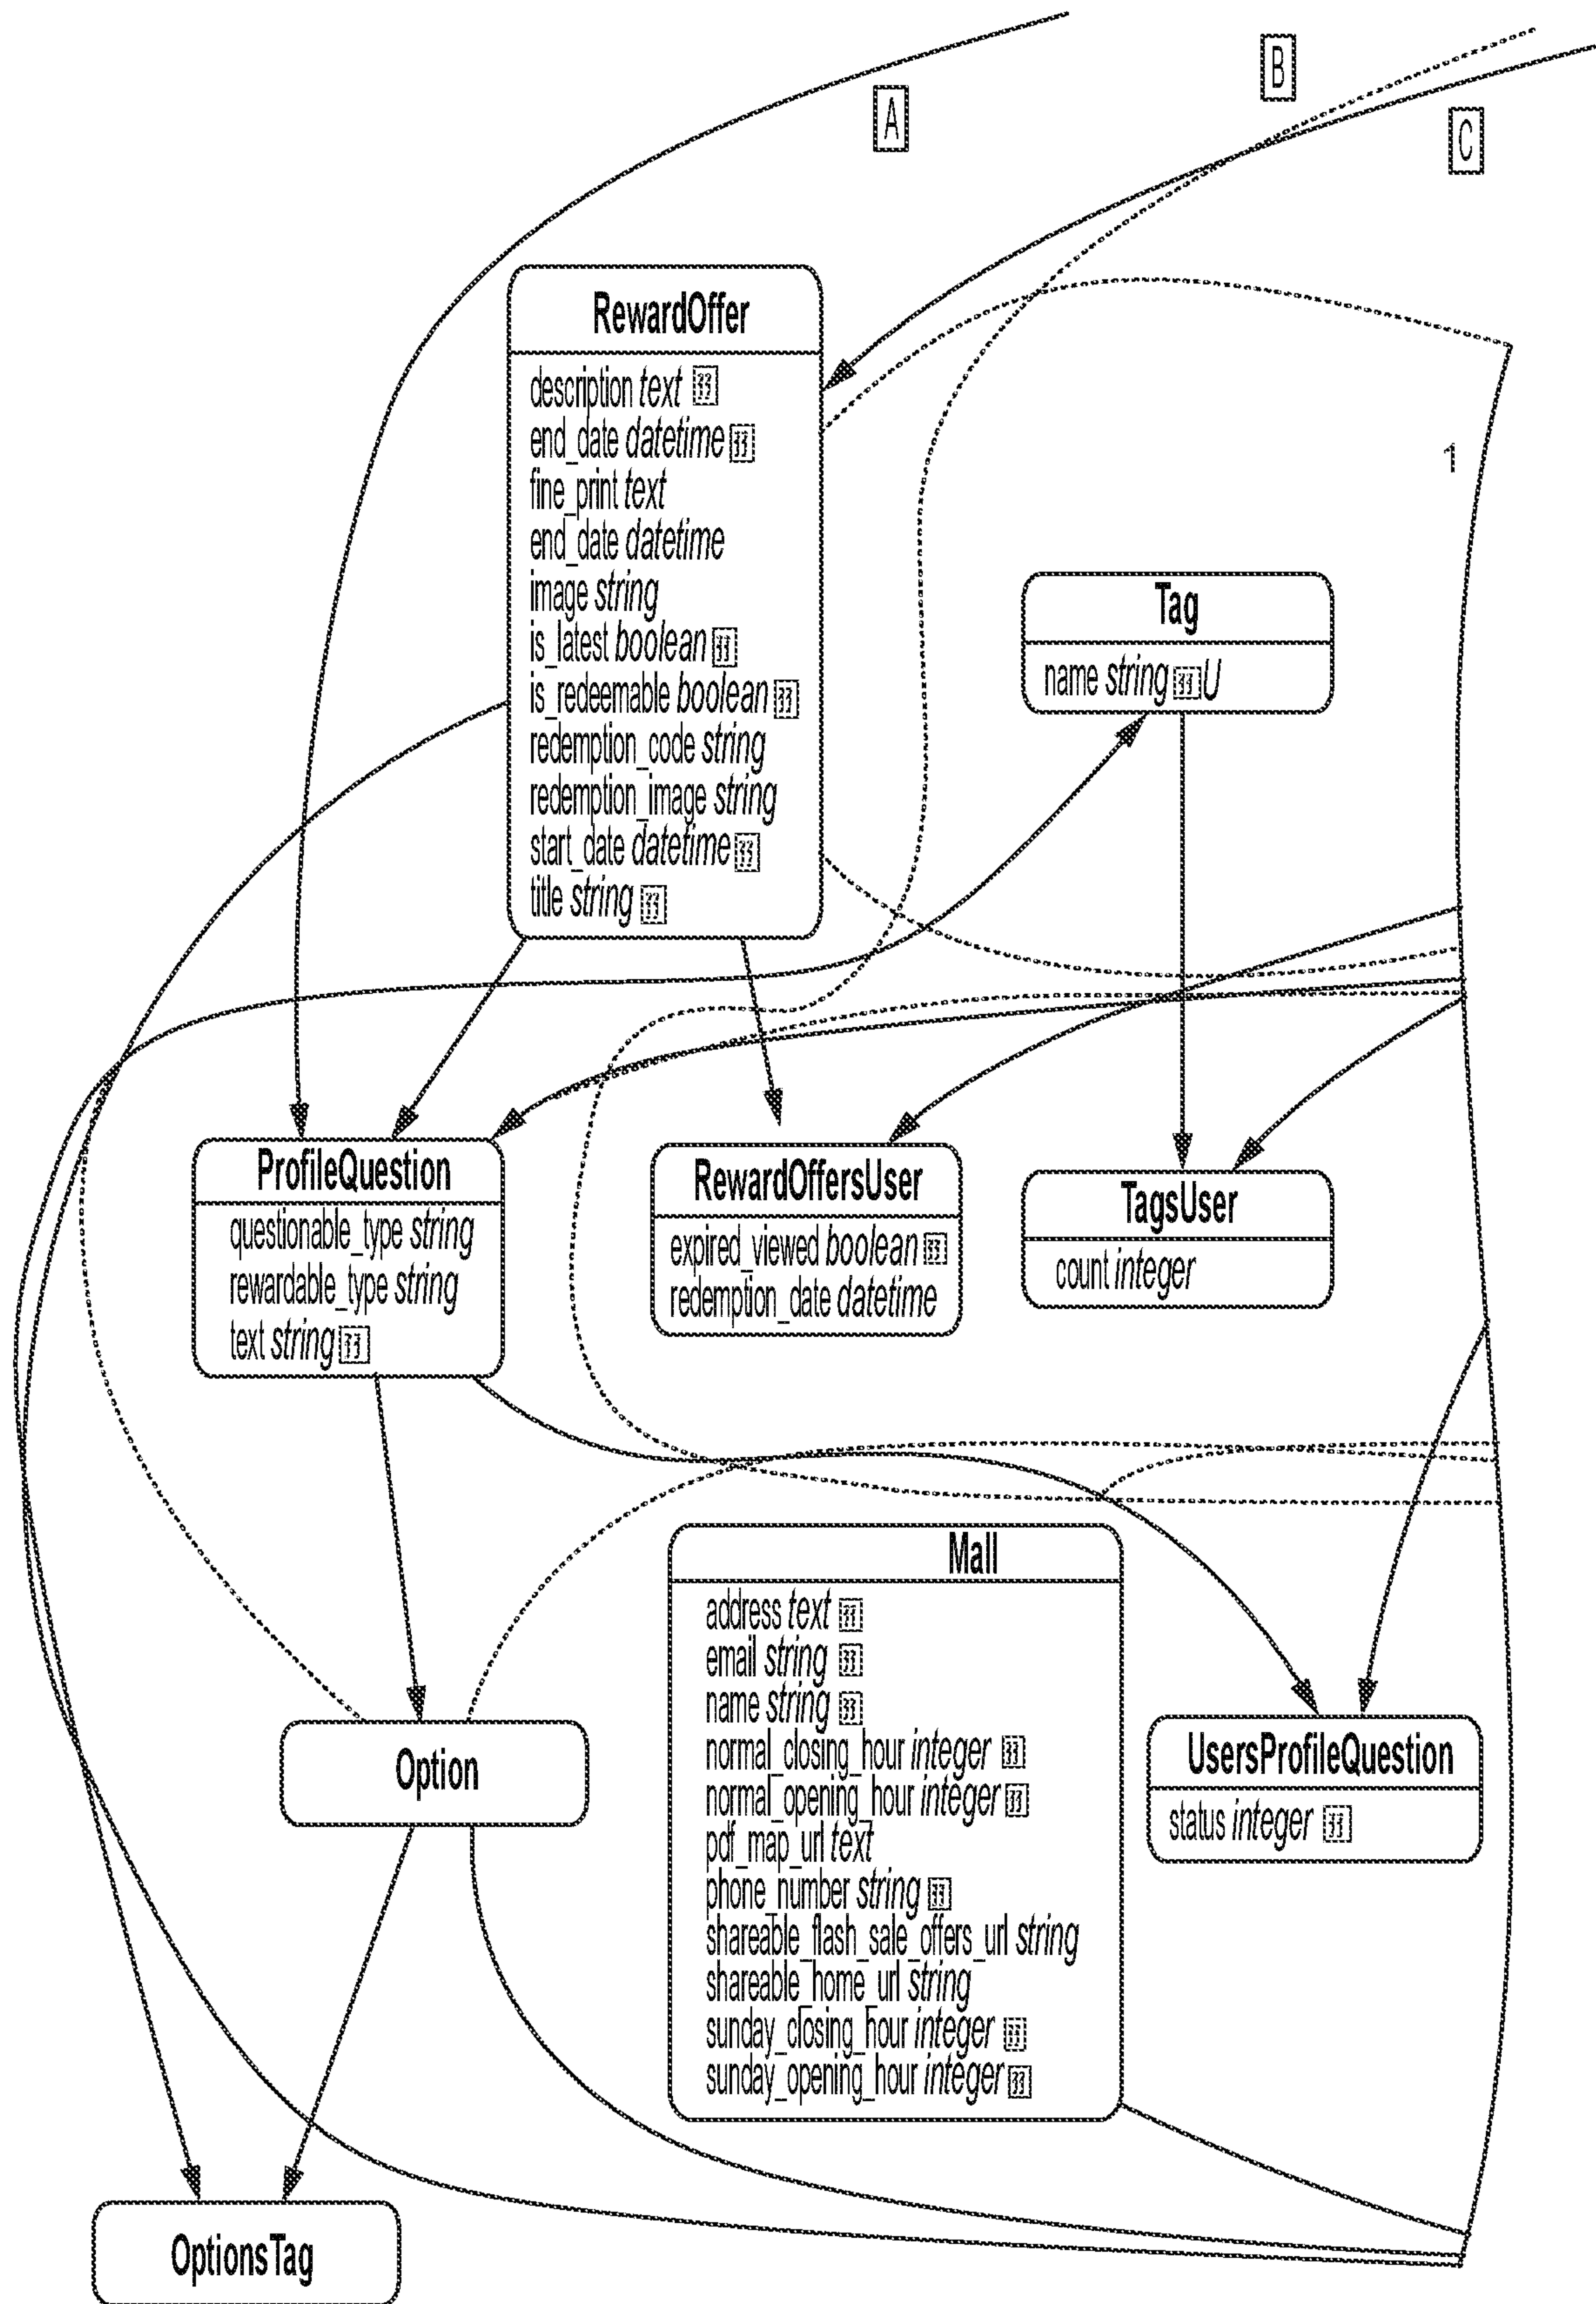 A
B
C
RewardOffer
description text
end_date datetime
fine_print text
end_date datetime
image string
is_latest boolean
is_redeemable boolean
redemption_code string
redemption_image string
start_date datetime
title string
1
Tag
name string U
ProfileQuestion
questionable_type string
rewardable_type string
text string
RewardOffersUser
expired_viewed boolean
redemption_date datetime
TagsUser
count integer
Mall
address text
email string
name string
normal_closing_hour integer
normal_opening_hour integer
pdf_map_url text
phone_number string
shareable_flash_sale_offers_url string
shareable_home_url string
sunday_closing_hour integer
sunday_opening_hour integer
Option
UsersProfileQuestion
status integer
OptionsTag